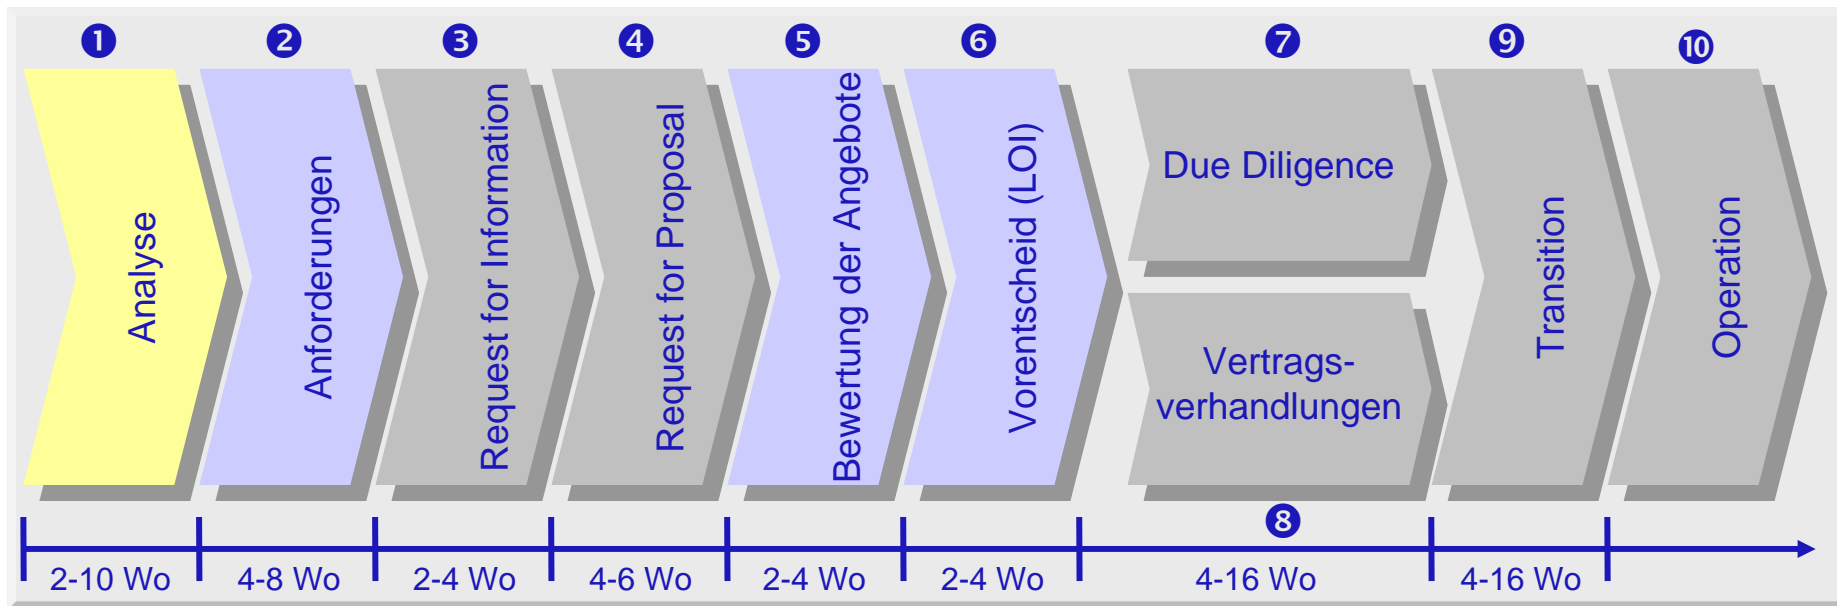 ❶ ❷ ❸ ❹ ❺ ❻ ❼ ❾ ❿
Analyse
Anforderungen
Request for Information
Request for Proposal
Bewertung der Angebote
Vorentscheid (LOI)
Due Diligence
Vertrags-
verhandlungen
Transition
Operation
❽
2-10 Wo 4-8 Wo 2-4 Wo 4-6 Wo 2-4 Wo 2-4 Wo 4-16 Wo 4-16 Wo